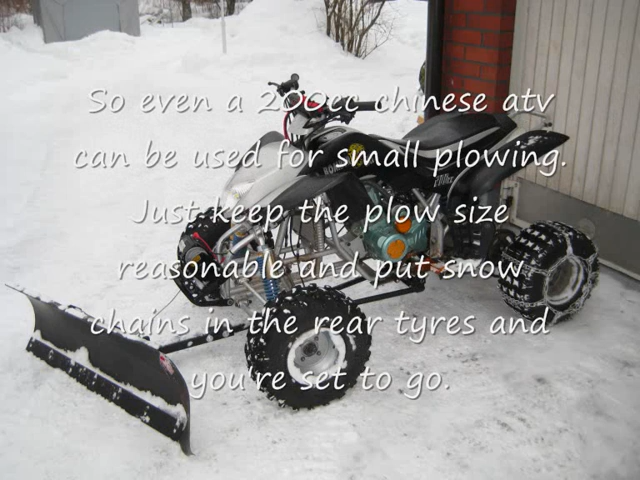 So even a 200cc chinese atv
can be used for small plowing.
Just keep the plow size
reasonable and put snow
chains in the rear tyres and
you're set to go.
200cc